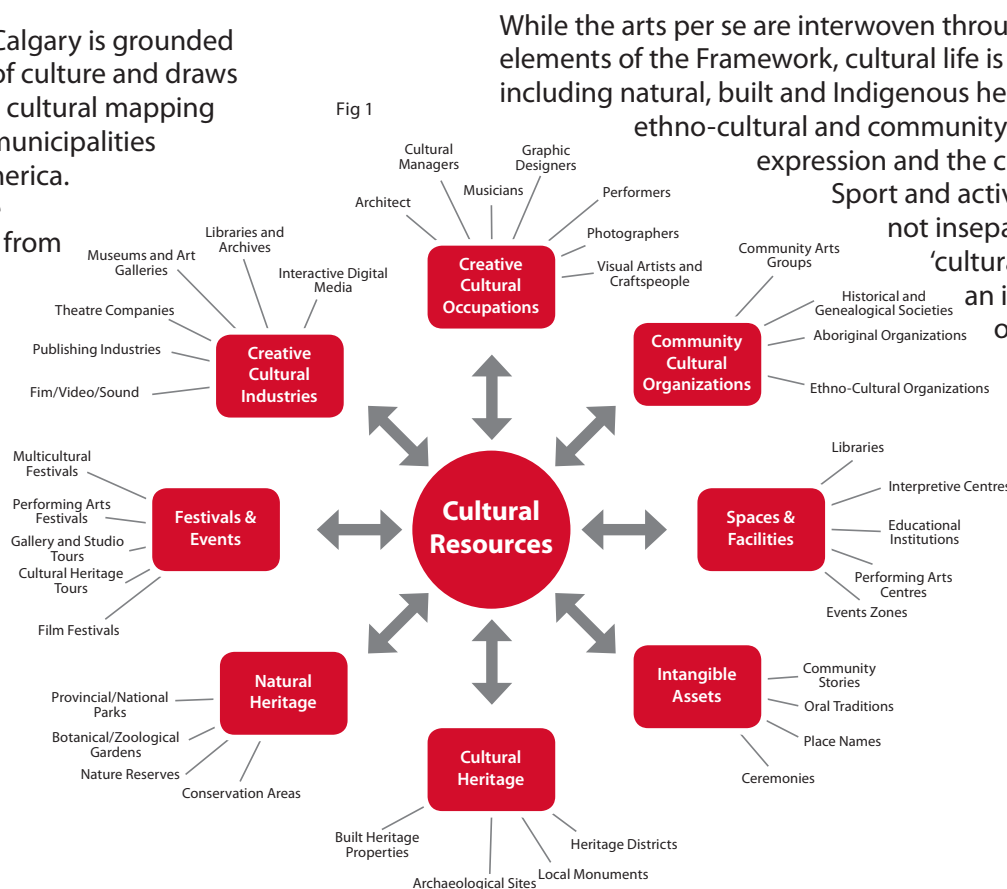 Calgary is grounded
of culture and draws
cultural mapping
municipalities
from
While the arts per se are interwoven
elements of the Framework, cultural life is
including natural, built and Indigenous
ethno-cultural and community
expression and the
Sport and
not
an
Fig 1
Creative
Cultural
Occupations
Architect
Cultural
Managers
Musicians
Graphic
Designers
Performers
Photographers
Visual Artists and
Craftspeople
Community
Cultural
Organizations
Community Arts
Groups
Historical and
Genealogical Societies
Aboriginal Organizations
Ethno-Cultural Organizations
Spaces &
Facilities
Libraries
Interpretive Centres
Educational
Institutions
Performing Arts
Centres
Events Zones
Intangible
Assets
Community
Stories
Oral Traditions
Place Names
Ceremonies
Cultural
Heritage
Built Heritage
Properties
Archaeological Sites
Local Monuments
Heritage Districts
Natural
Heritage
Provincial/National
Parks
Botanical/Zoological
Gardens
Nature Reserves
Conservation Areas
Festivals &
Events
Multicultural
Festivals
Performing Arts
Festivals
Gallery and Studio
Tours
Cultural Heritage
Tours
Film Festivals
Creative
Cultural
Industries
Museums and Art
Galleries
Libraries and
Archives
Interactive Digital
Media
Theatre Companies
Publishing Industries
Fim/Video/Sound
Cultural
Resources